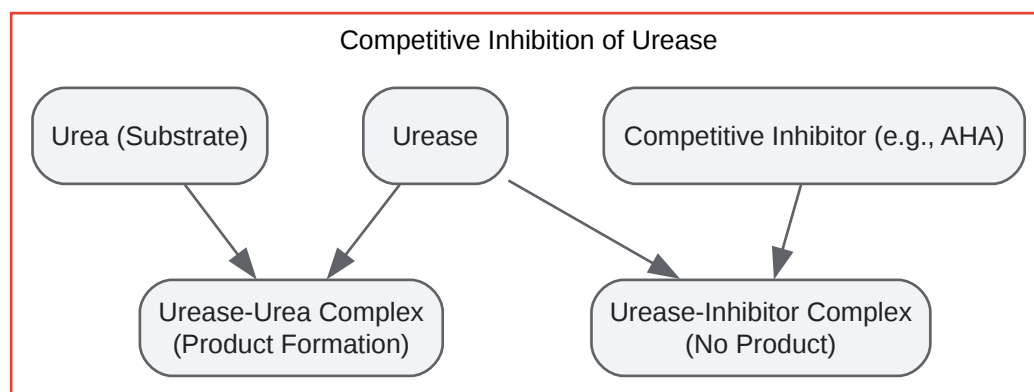 Competitive Inhibition of Urease
Urea (Substrate)
Urease
Competitive Inhibitor (e.g., AHA)
Urease-Urea Complex
(Product Formation)
Urease-Inhibitor Complex
(No Product)